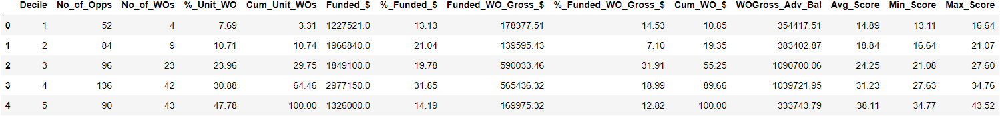 Decile No_of_Opps No_of_WOs %_Unit_WO Cum_Unit_WOs Funded_$ %_Funded_$ Funded_WO_Gross_$ %_Funded_WO_Gross_$ Cum_WO_$ WOGross_Adv_Bal Avg_Score Min_Score Max_Score
0 1 52 4 7.69 3.31 1227521.0 13.13 178377.51 14.53 10.85 354417.51 14.89 13.11 16.64
1 2 84 9 10.71 10.74 1966840.0 21.04 139595.43 7.10 19.35 383402.87 18.84 16.64 21.07
2 3 96 23 23.96 29.75 1849100.0 19.78 590033.46 31.91 55.25 1090700.06 24.25 21.08 27.60
3 4 136 42 30.88 64.46 2977150.0 31.85 565436.32 18.99 89.66 1039721.95 31.23 27.63 34.76
4 5 90 43 47.78 100.00 1326000.0 14.19 169975.32 12.82 100.00 333743.79 38.11 34.77 43.52